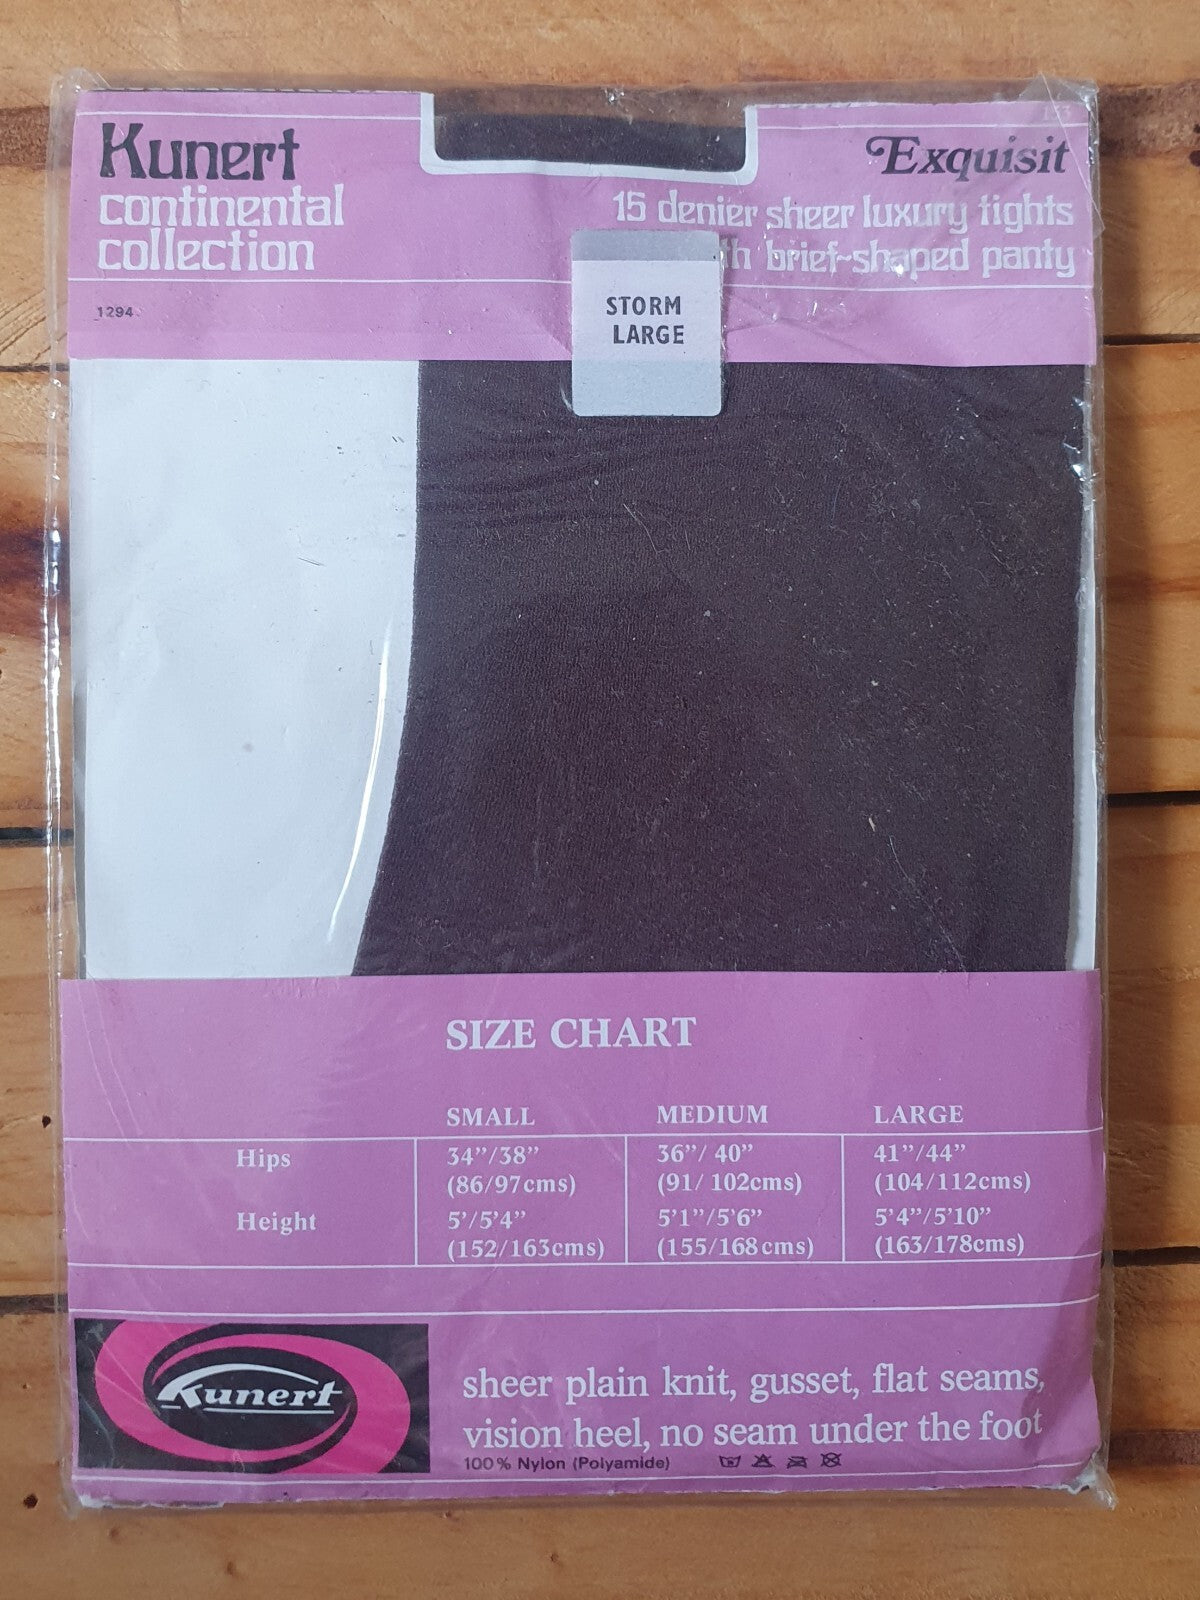 Kunert
continental
collection
1294
Exquisit
15 denier sheer luxury tights
brief-shaped panty
STORM
LARGE
SIZE CHART
SMALL MEDIUM LARGE
Hips 34”/38” 36”/ 40” 41”/44”
(86/97cms) (91/ 102cms) (104/112cms)
Height 5’/5’4” 5’1”/5’6” 5’4”/5’10”
(152/163cms) (155/168cms) (163/178cms)
Kunert
sheer plain knit, gusset, flat seams,
vision heel, no seam under the foot
100% Nylon (Polyamide)